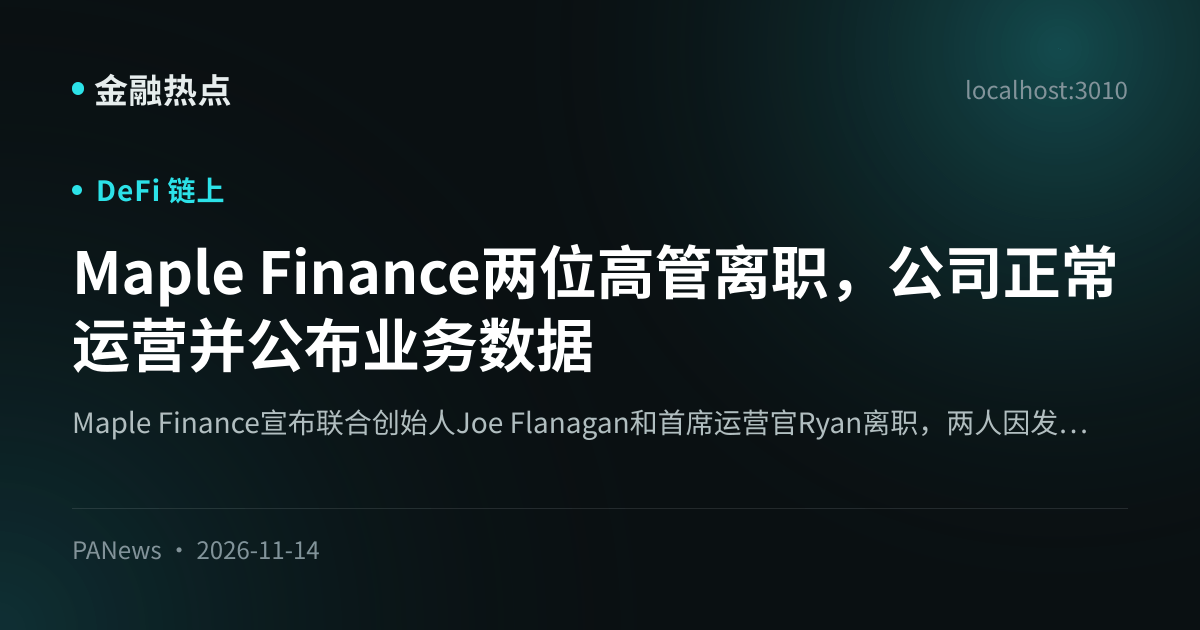 金融热点
localhost:3010
DeFi 链上
Maple Finance两位高管离职，公司正常
运营并公布业务数据
Maple Finance宣布联合创始人Joe Flanagan和首席运营官Ryan离职，两人因发…
PANews · 2026-11-14